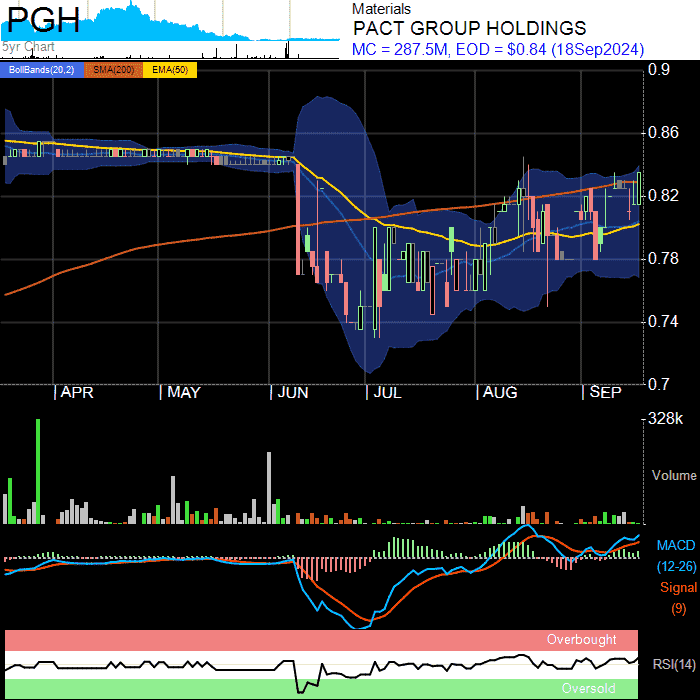 PGH
5yr Chart
Materials
PACT GROUP HOLDINGS
MC = 287.5M, EOD = $0.84 (18Sep2024)
BollBands(20,2) SMA(200) EMA(50)
0.9
0.86
0.82
0.78
0.74
0.7
APR MAY JUN JUL AUG SEP
328k
Volume
MACD
(12-26)
Signal
(9)
Overbought
RSI(14)
Oversold